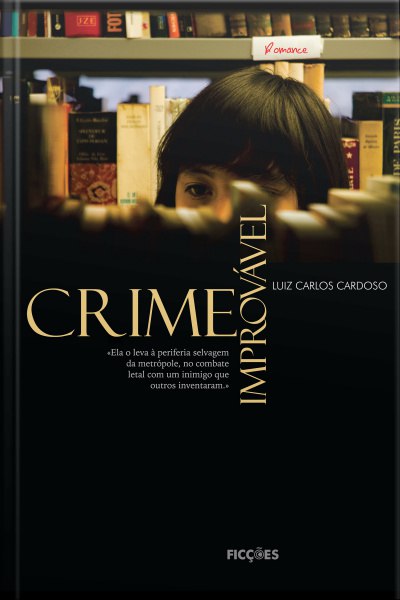 Romance
CRIME
IMPROVÁVEL
LUIZ CARLOS CARDOSO
«Ela o leva à periferia selvagem
da metrópole, no combate
letal com um inimigo que
outros inventaram.»
FICÇÕES